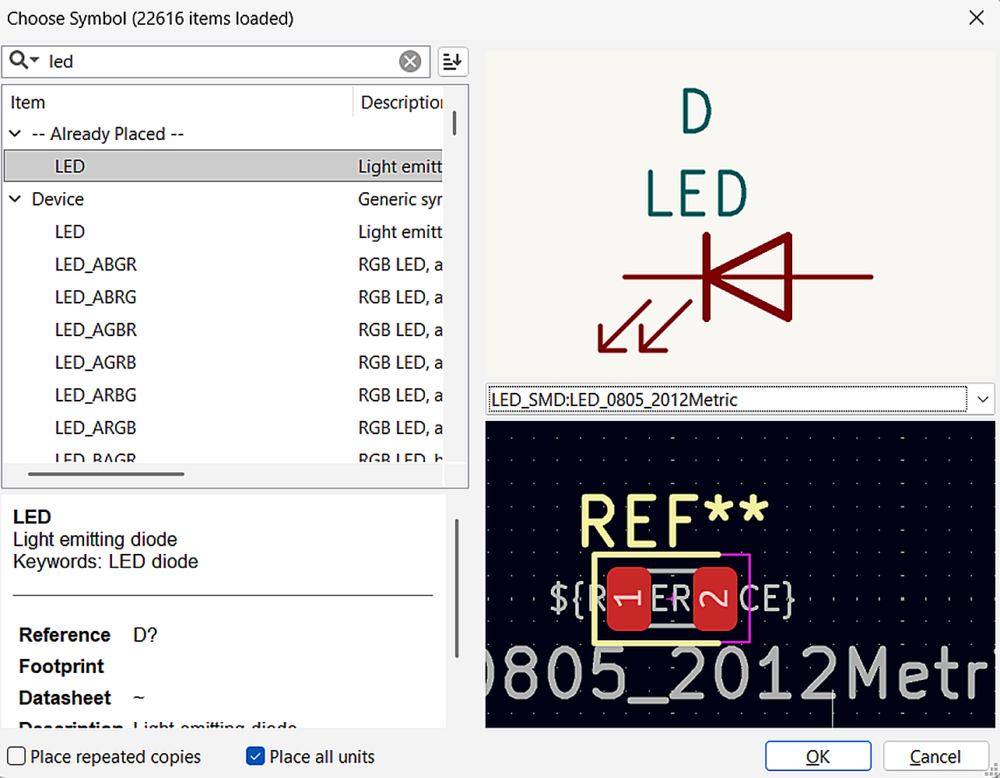 Choose Symbol (22616 items loaded)
led
Item Description
-- Already Placed --
LED Light emitt
Device Generic syr
LED Light emitt
LED_ABGR RGB LED, a
LED_ABRG RGB LED, a
LED_AGBR RGB LED, a
LED_AGRB RGB LED, a
LED_ARBG RGB LED, a
LED_ARGB RGB LED, a
LED_BAGR RGB LED, b
LED
Light emitting diode
Keywords: LED diode
Reference D?
Footprint
Datasheet ~
Description Light emitting diode
Place repeated copies
Place all units
D
LED
LED_SMD:LED_0805_2012Metric
REF**
${R 1 ER 2 CE}
0805_2012Metr
OK
Cancel